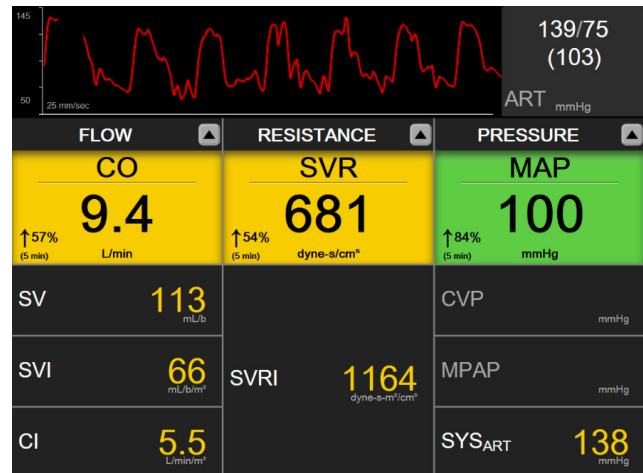 145
50
25 mm/sec
139/75
(103)
ART mmHg
FLOW
RESISTANCE
PRESSURE
CO
9.4
↑57%
(5 min)
L/min
SVR
681
↑54%
(5 min)
dyne-s/cm⁵
MAP
100
↑84%
(5 min)
mmHg
SV 113
mL/b
SVI 66
mL/b/m²
CI 5.5
L/min/m²
SVRI 1164
dyne-s-m²/cm⁵
CVP
mmHg
MPAP
mmHg
SYSART 138
mmHg